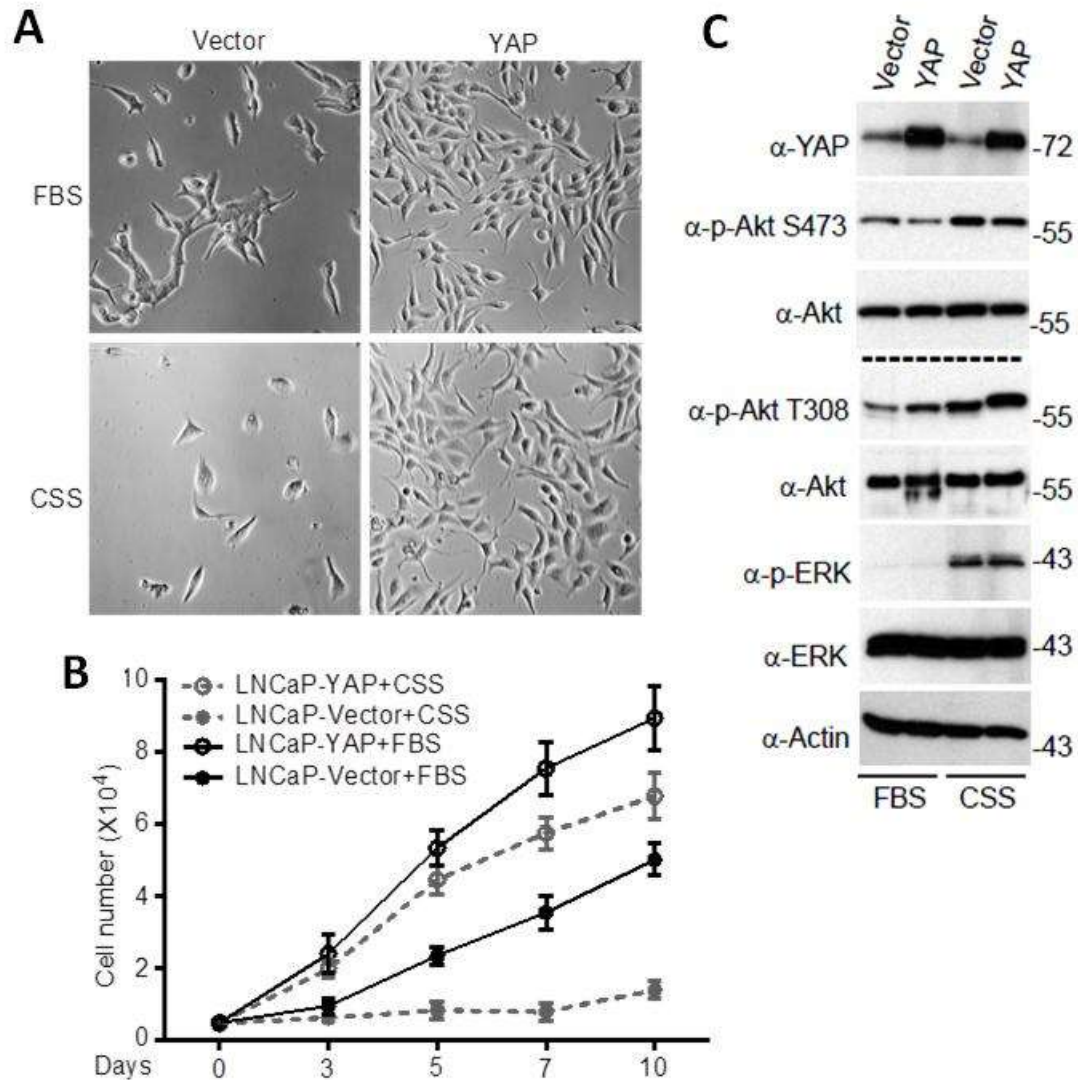 A
Vector YAP
FBS
CSS
B
10
8
6
4
2
0
Cell number (X10⁴)
LNCaP-YAP+CSS
LNCaP-Vector+CSS
LNCaP-YAP+FBS
LNCaP-Vector+FBS
Days 0 3 5 7 10
C
Vector YAP Vector YAP
α-YAP -72
α-p-Akt S473 -55
α-Akt -55
α-p-Akt T308 -55
α-Akt -55
α-p-ERK -43
α-ERK -43
α-Actin -43
FBS CSS